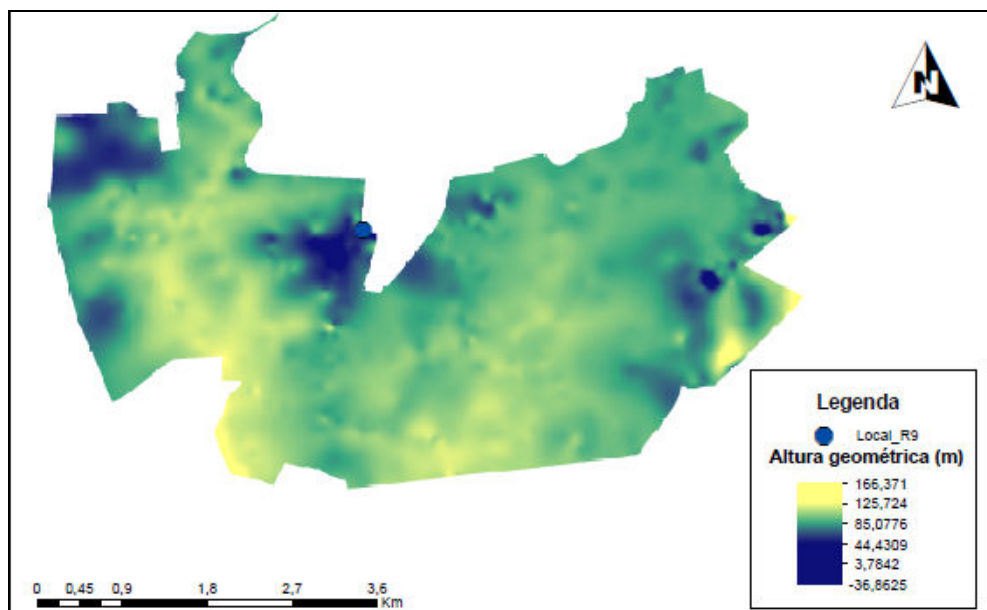 N
Legenda
Local_R9
Altura geométrica (m)
166,371
125,724
85,0776
44,4309
3,7842
-36,8625
0 0,45 0,9 1,8 2,7 3,6
Km